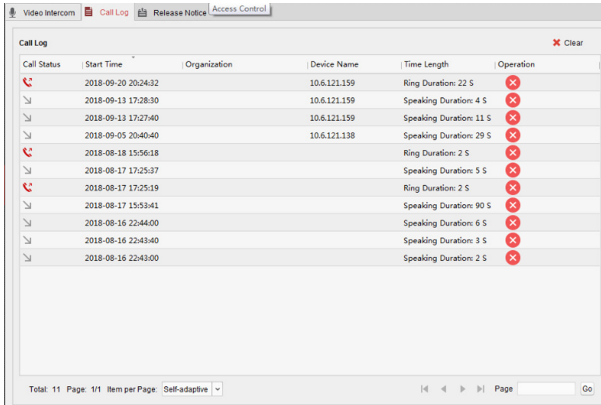 Video Intercom Call Log Release Notice Access Control
Call Log Clear
Call Status Start Time Organization Device Name Time Length Operation
2018-09-20 20:24:32 10.6.121.159 Ring Duration: 22 S
2018-09-13 17:28:30 10.6.121.159 Speaking Duration: 4 S
2018-09-13 17:27:40 10.6.121.159 Speaking Duration: 11 S
2018-09-05 20:40:40 10.6.121.138 Speaking Duration: 29 S
2018-08-18 15:56:18 Ring Duration: 2 S
2018-08-17 17:25:37 Speaking Duration: 5 S
2018-08-17 17:25:19 Ring Duration: 2 S
2018-08-17 15:53:41 Speaking Duration: 90 S
2018-08-16 22:44:00 Speaking Duration: 6 S
2018-08-16 22:43:40 Speaking Duration: 3 S
2018-08-16 22:43:00 Speaking Duration: 2 S
Total: 11 Page: 1/1 Item per Page: Self-adaptive Page Go